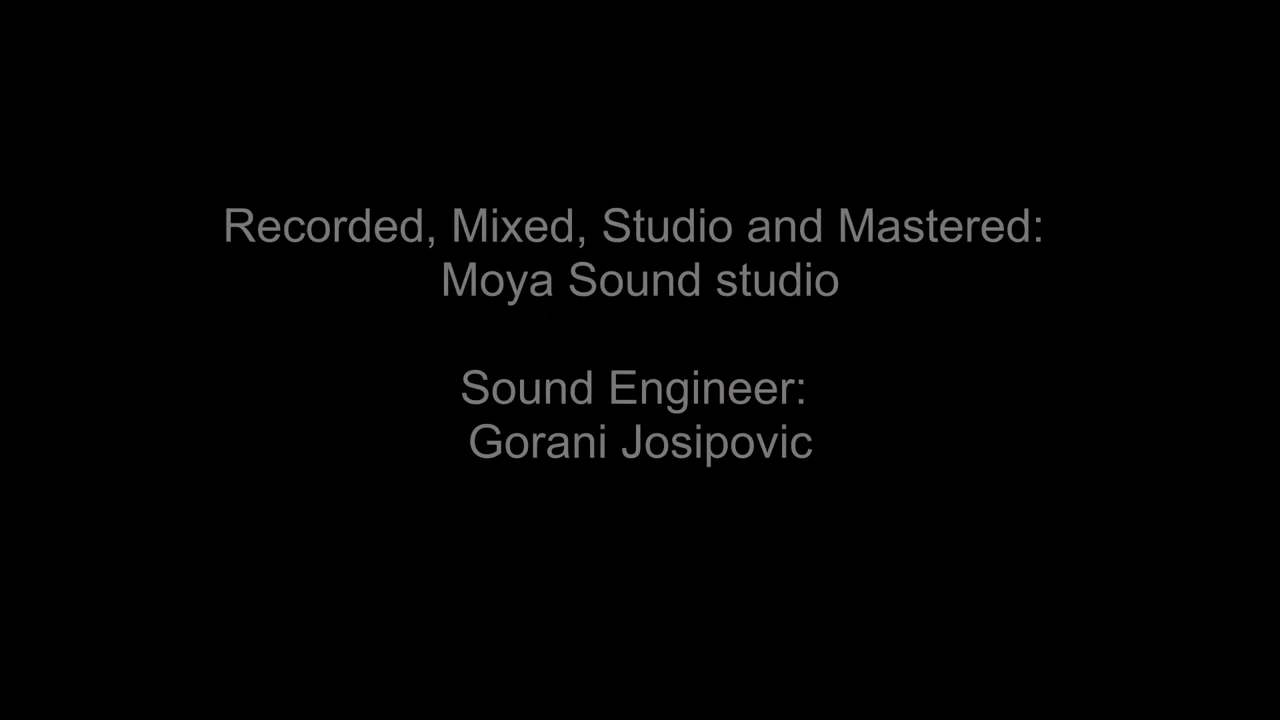 Recorded, Mixed, Studio and Mastered:
Moya Sound studio
Sound Engineer:
Gorani Josipovic